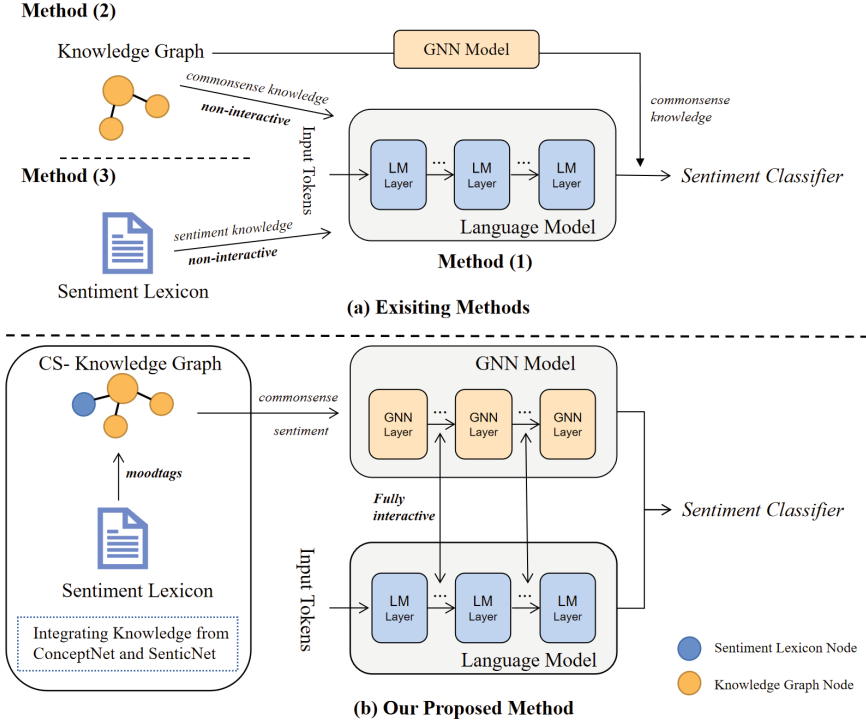 Method (2)
Knowledge Graph
GNN Model
commonsense knowledge
non-interactive
commonsense
knowledge
Input Tokens
LM
Layer
...
LM
Layer
...
LM
Layer
Language Model
Sentiment Classifier
Method (3)
sentiment knowledge
non-interactive
Sentiment Lexicon
Method (1)
(a) Exisiting Methods
CS- Knowledge Graph
moodtags
Sentiment Lexicon
Integrating Knowledge from
ConceptNet and SenticNet
commonsense
sentiment
GNN Model
GNN
Layer
...
GNN
Layer
...
GNN
Layer
Fully
interactive
Input Tokens
LM
Layer
...
LM
Layer
...
LM
Layer
Language Model
Sentiment Classifier
Sentiment Lexicon Node
Knowledge Graph Node
(b) Our Proposed Method